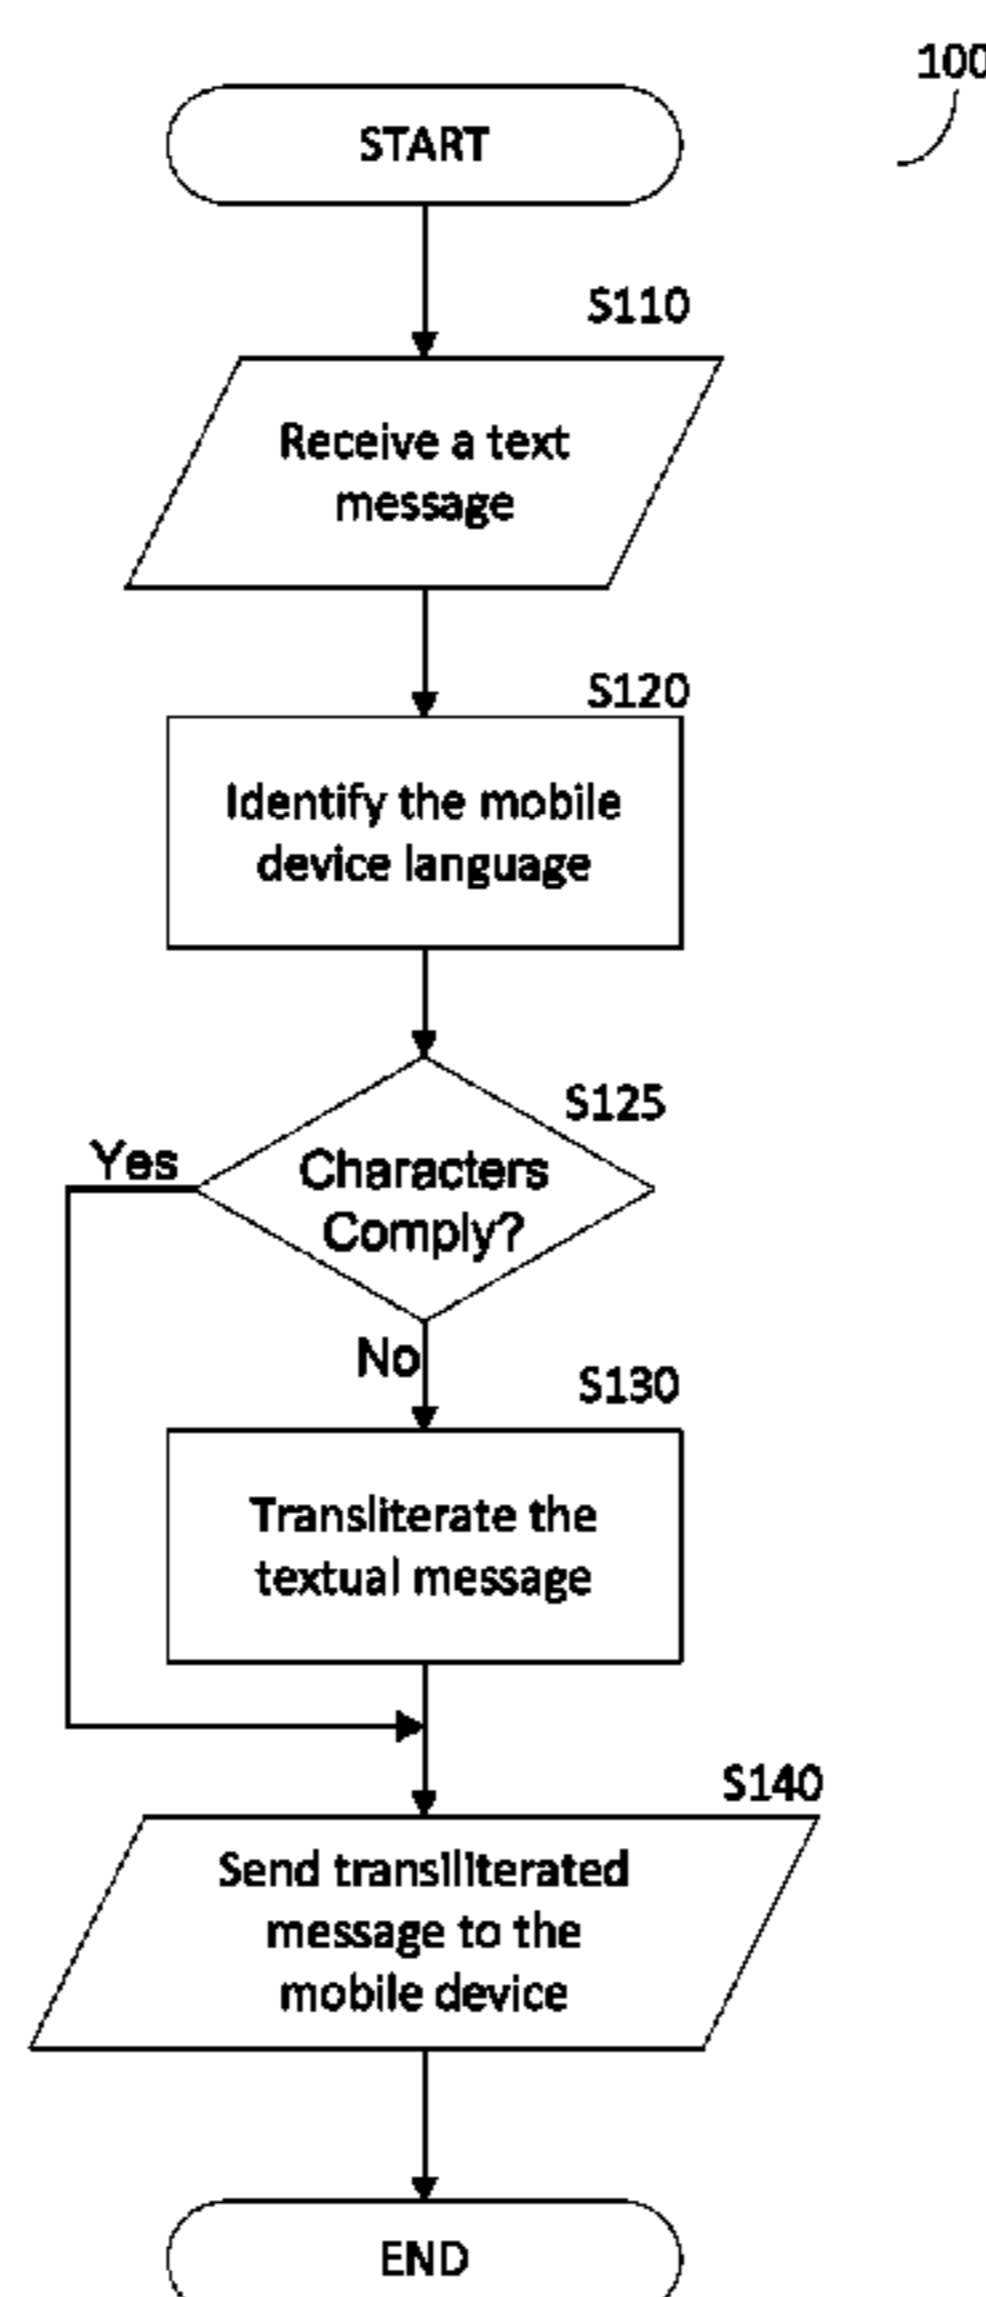 100
START
S110
Receive a text
message
S120
Identify the mobile
device language
S125
Yes
Characters
Comply?
No
S130
Transliterate the
textual message
S140
Send transiliterated
message to the
mobile device
END